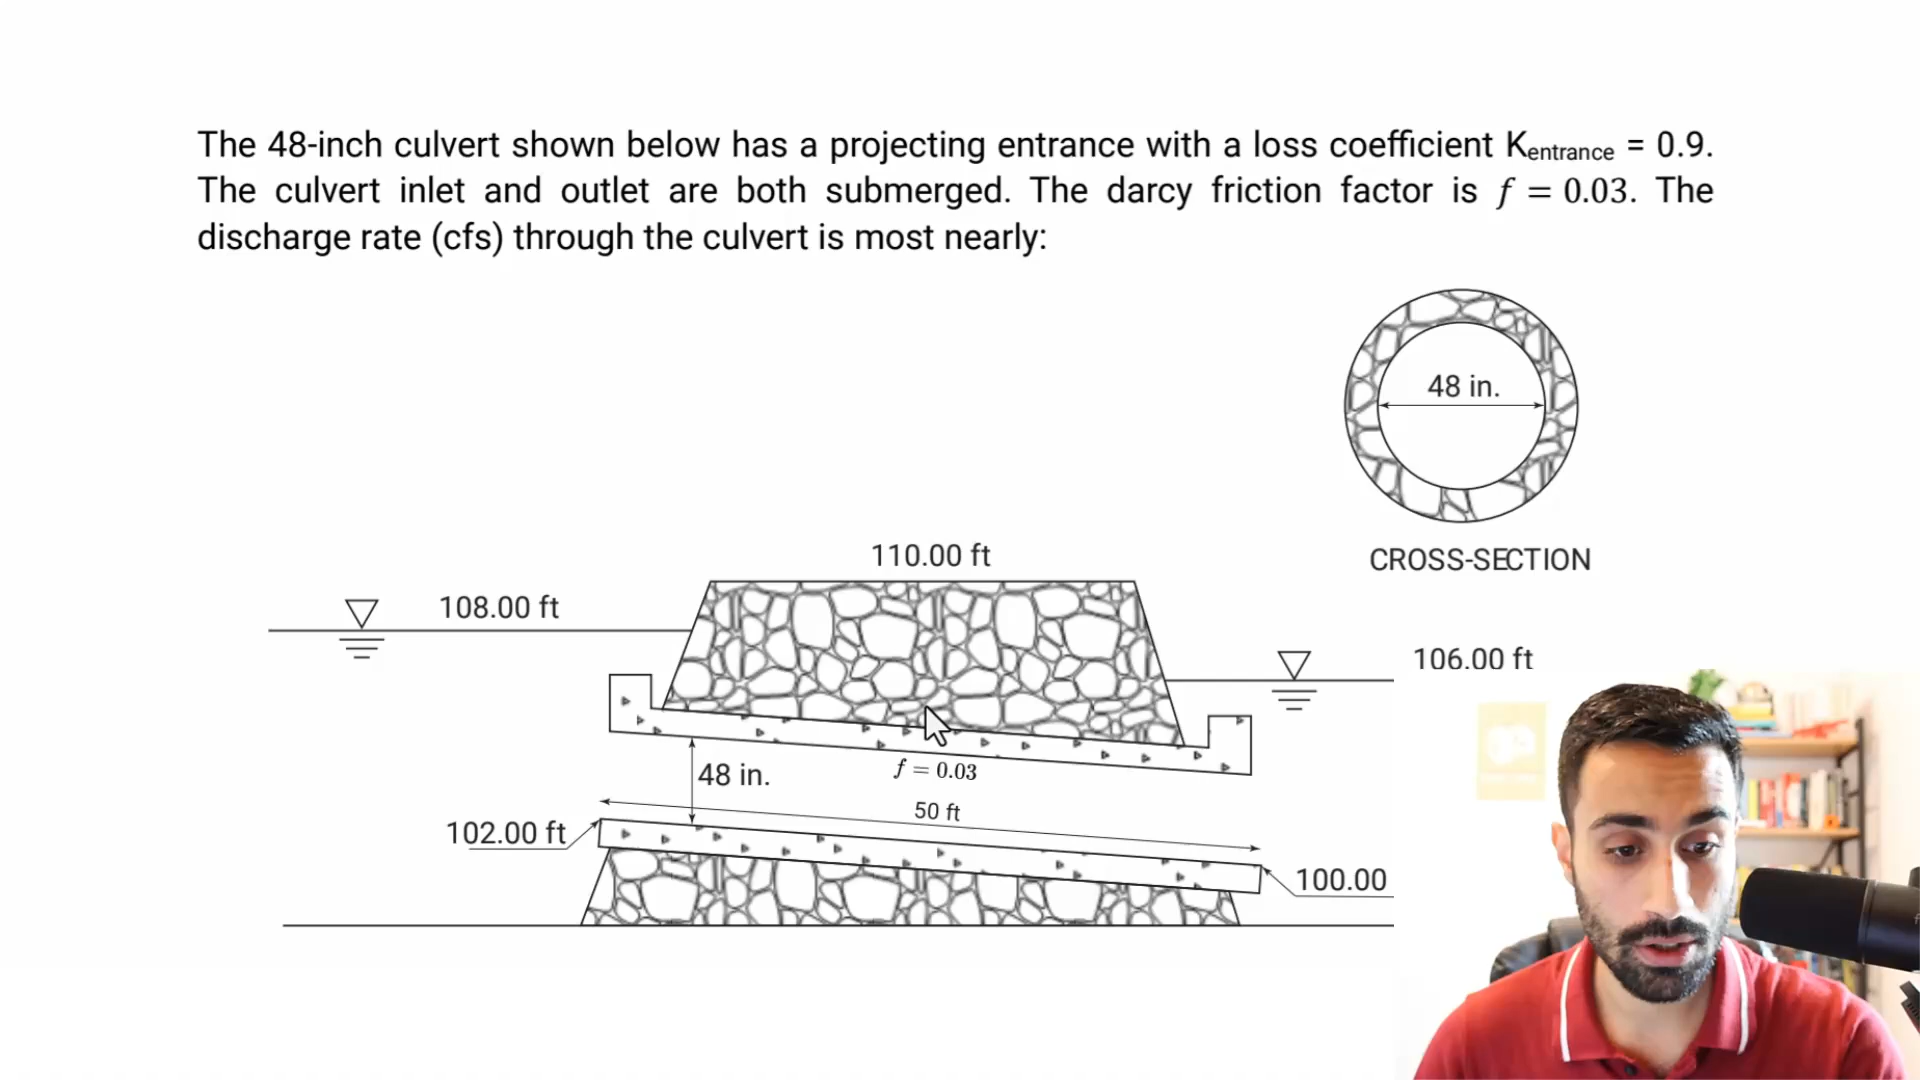 The 48-inch culvert shown below has a projecting entrance with a loss coefficient Kentrance = 0.9.
The culvert inlet and outlet are both submerged. The darcy friction factor is f = 0.03. The
discharge rate (cfs) through the culvert is most nearly:
48 in.
CROSS-SECTION
110.00 ft
108.00 ft
106.00 ft
48 in.
f = 0.03
50 ft
102.00 ft
100.00